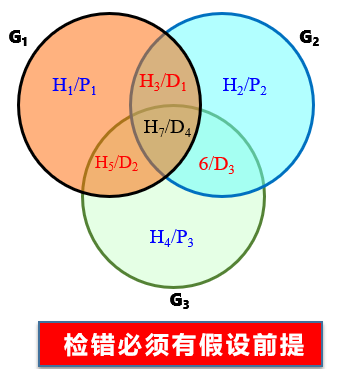 G₁
G₂
H₁/P₁
H₃/D₁
H₂/P₂
H₇/D₄
H₅/D₂
6/D₃
H₄/P₃
G₃
检错必须有假设前提